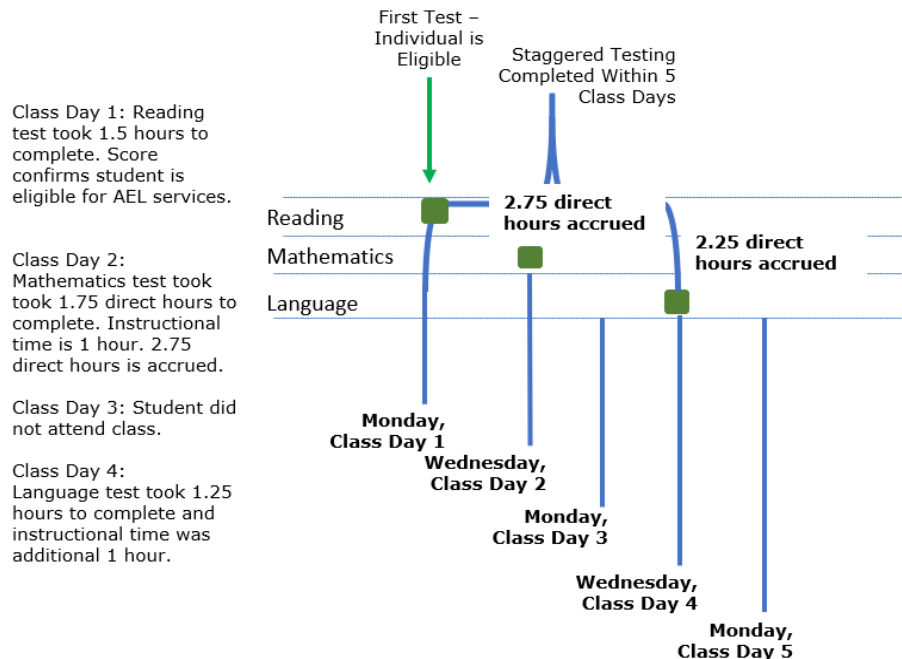 First Test –
Individual is
Eligible
Staggered Testing
Completed Within 5
Class Days
Class Day 1: Reading
test took 1.5 hours to
complete. Score
confirms student is
eligible for AEL services.
Class Day 2:
Mathematics test took
took 1.75 direct hours to
complete. Instructional
time is 1 hour. 2.75
direct hours is accrued.
Class Day 3: Student did
not attend class.
Class Day 4:
Language test took 1.25
hours to complete and
instructional time was
additional 1 hour.
Reading
Mathematics
Language
2.75 direct
hours accrued
2.25 direct
hours accrued
Monday,
Class Day 1
Wednesday,
Class Day 2
Monday,
Class Day 3
Wednesday,
Class Day 4
Monday,
Class Day 5